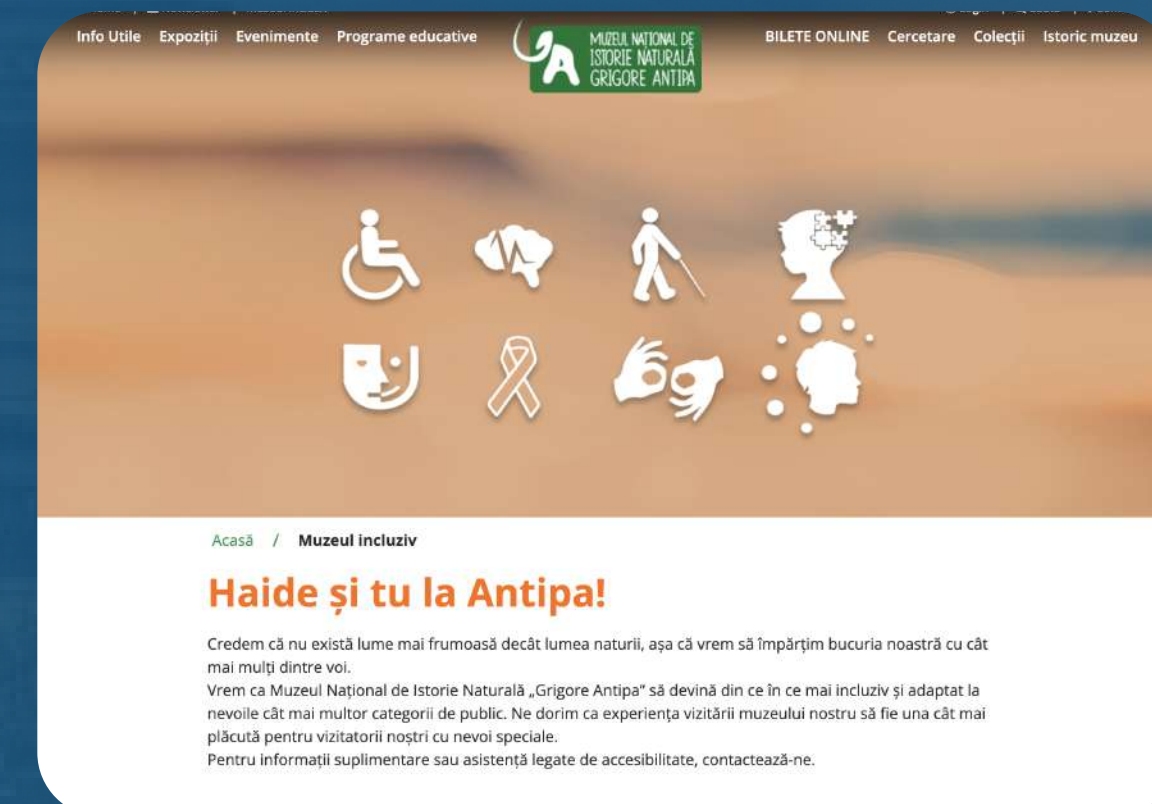 Info Utile Expoziții Evenimente Programe educative
MUZEUL NAȚIONAL DE
ISTORIE NATURALĂ
GRIGORE ANTIPA
BILETE ONLINE Cercetare Colecții Istoric muzeu
Acasă / Muzeul incluziv
Haide și tu la Antipa!
Credem că nu există lume mai frumoasă decât lumea naturii, așa că vrem să împărțim bucuria noastră cu cât
mai mulți dintre voi.
Vrem ca Muzeul Național de Istorie Naturală „Grigore Antipa” să devină din ce în ce mai incluziv și adaptat la
nevoile cât mai multor categorii de public. Ne dorim ca experiența vizitării muzeului nostru să fie una cât mai
plăcută pentru vizitatorii noștri cu nevoi speciale.
Pentru informații suplimentare sau asistență legate de accesibilitate, contactează-ne.